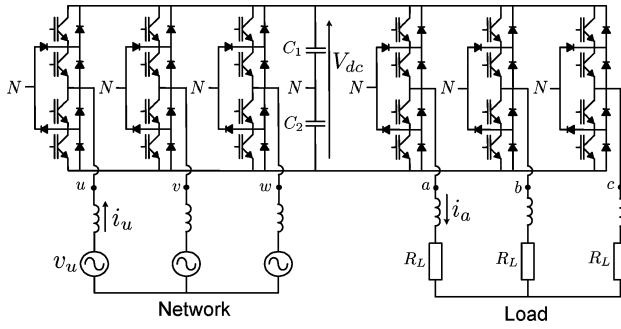 C₁
V_dc
N N N N N N N
C₂
u v w a b c
i_u i_a
v_u R_L R_L R_L
Network Load